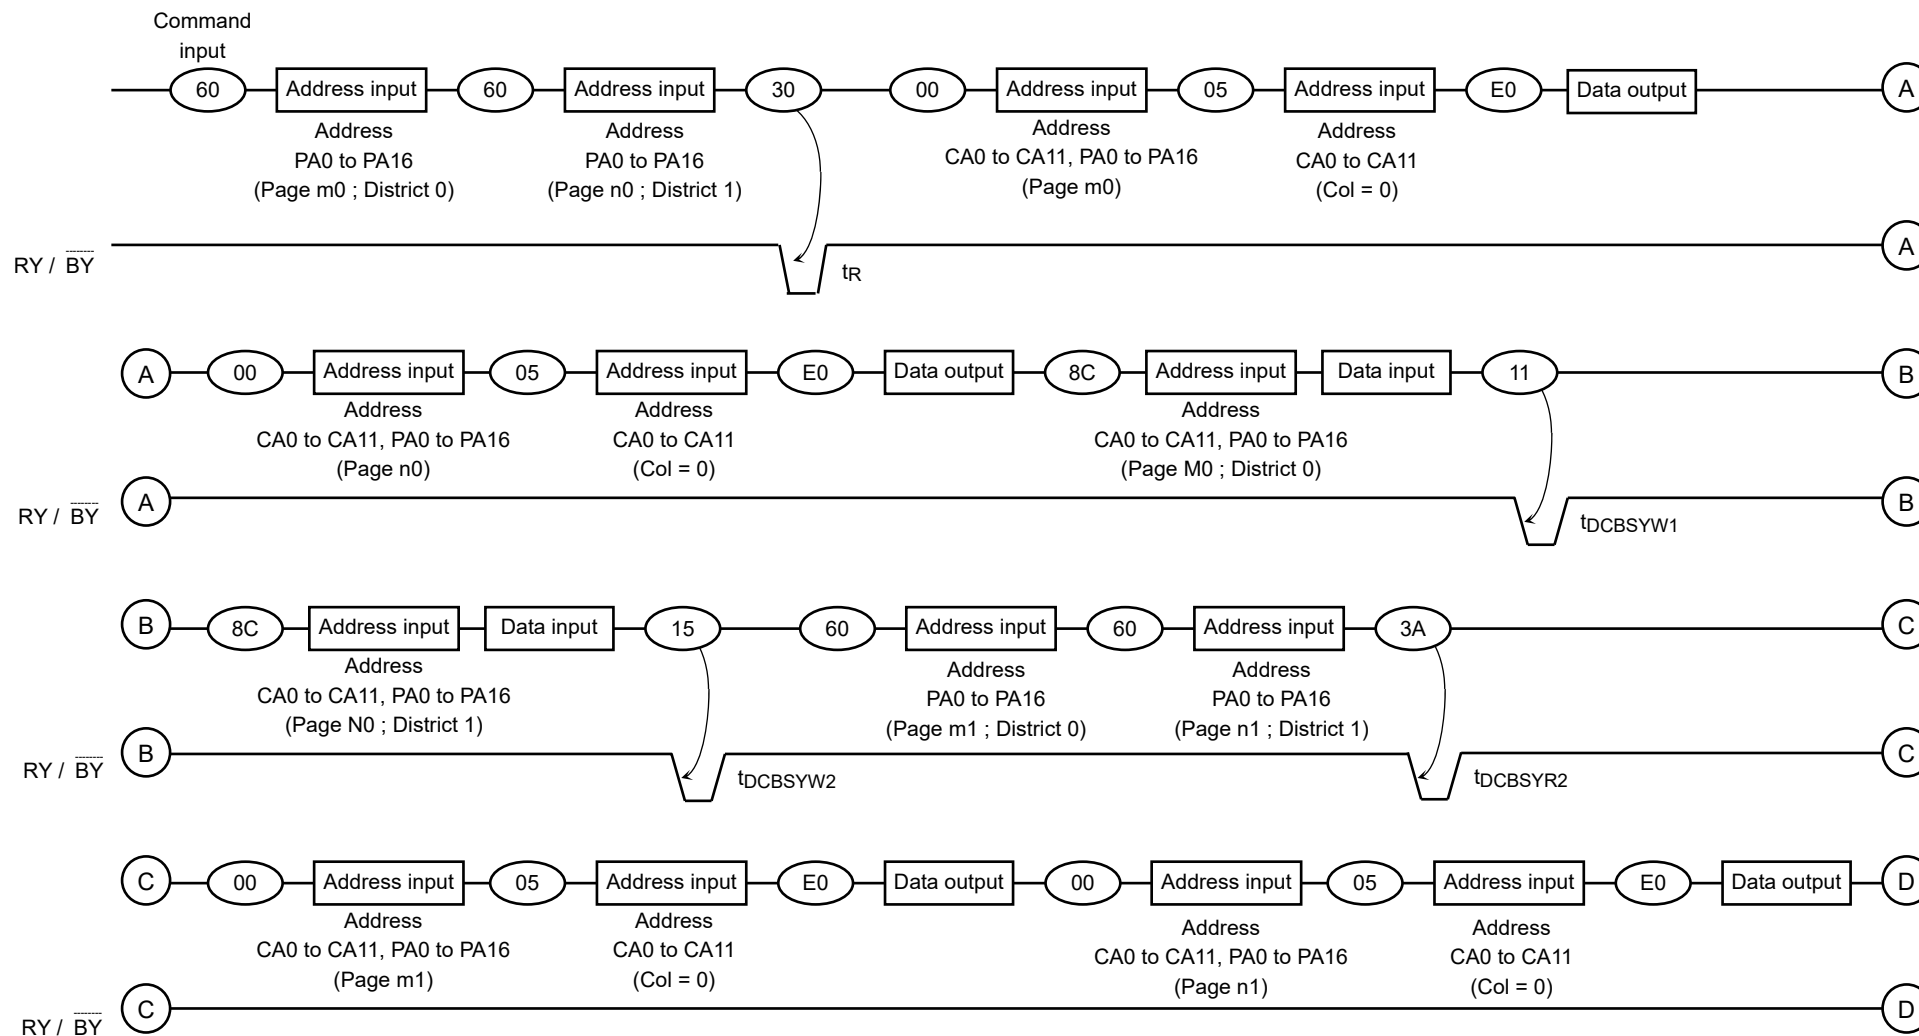 Command
input
60 Address input 60 Address input 30 00 Address input 05 Address input E0 Data output A
Address
PA0 to PA16
(Page m0 ; District 0)
Address
PA0 to PA16
(Page n0 ; District 1)
Address
CA0 to CA11, PA0 to PA16
(Page m0)
Address
CA0 to CA11
(Col = 0)
RY / BY tR A
A 00 Address input 05 Address input E0 Data output 8C Address input Data input 11 B
Address
CA0 to CA11, PA0 to PA16
(Page n0)
Address
CA0 to CA11
(Col = 0)
Address
CA0 to CA11, PA0 to PA16
(Page M0 ; District 0)
RY / BY A tDCBSYW1 B
B 8C Address input Data input 15 60 Address input 60 Address input 3A C
Address
CA0 to CA11, PA0 to PA16
(Page N0 ; District 1)
Address
PA0 to PA16
(Page m1 ; District 0)
Address
PA0 to PA16
(Page n1 ; District 1)
RY / BY B tDCBSYW2 tDCBSYR2 C
C 00 Address input 05 Address input E0 Data output 00 Address input 05 Address input E0 Data output D
Address
CA0 to CA11, PA0 to PA16
(Page m1)
Address
CA0 to CA11
(Col = 0)
Address
CA0 to CA11, PA0 to PA16
(Page n1)
Address
CA0 to CA11
(Col = 0)
RY / BY C D